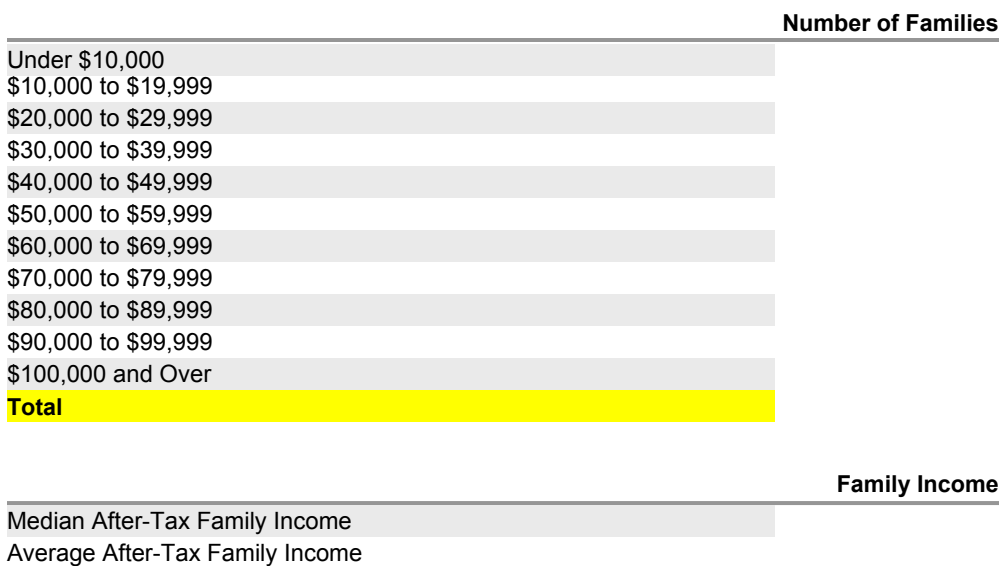 Number of Families
Under $10,000
$10,000 to $19,999
$20,000 to $29,999
$30,000 to $39,999
$40,000 to $49,999
$50,000 to $59,999
$60,000 to $69,999
$70,000 to $79,999
$80,000 to $89,999
$90,000 to $99,999
$100,000 and Over
Total
Family Income
Median After-Tax Family Income
Average After-Tax Family Income